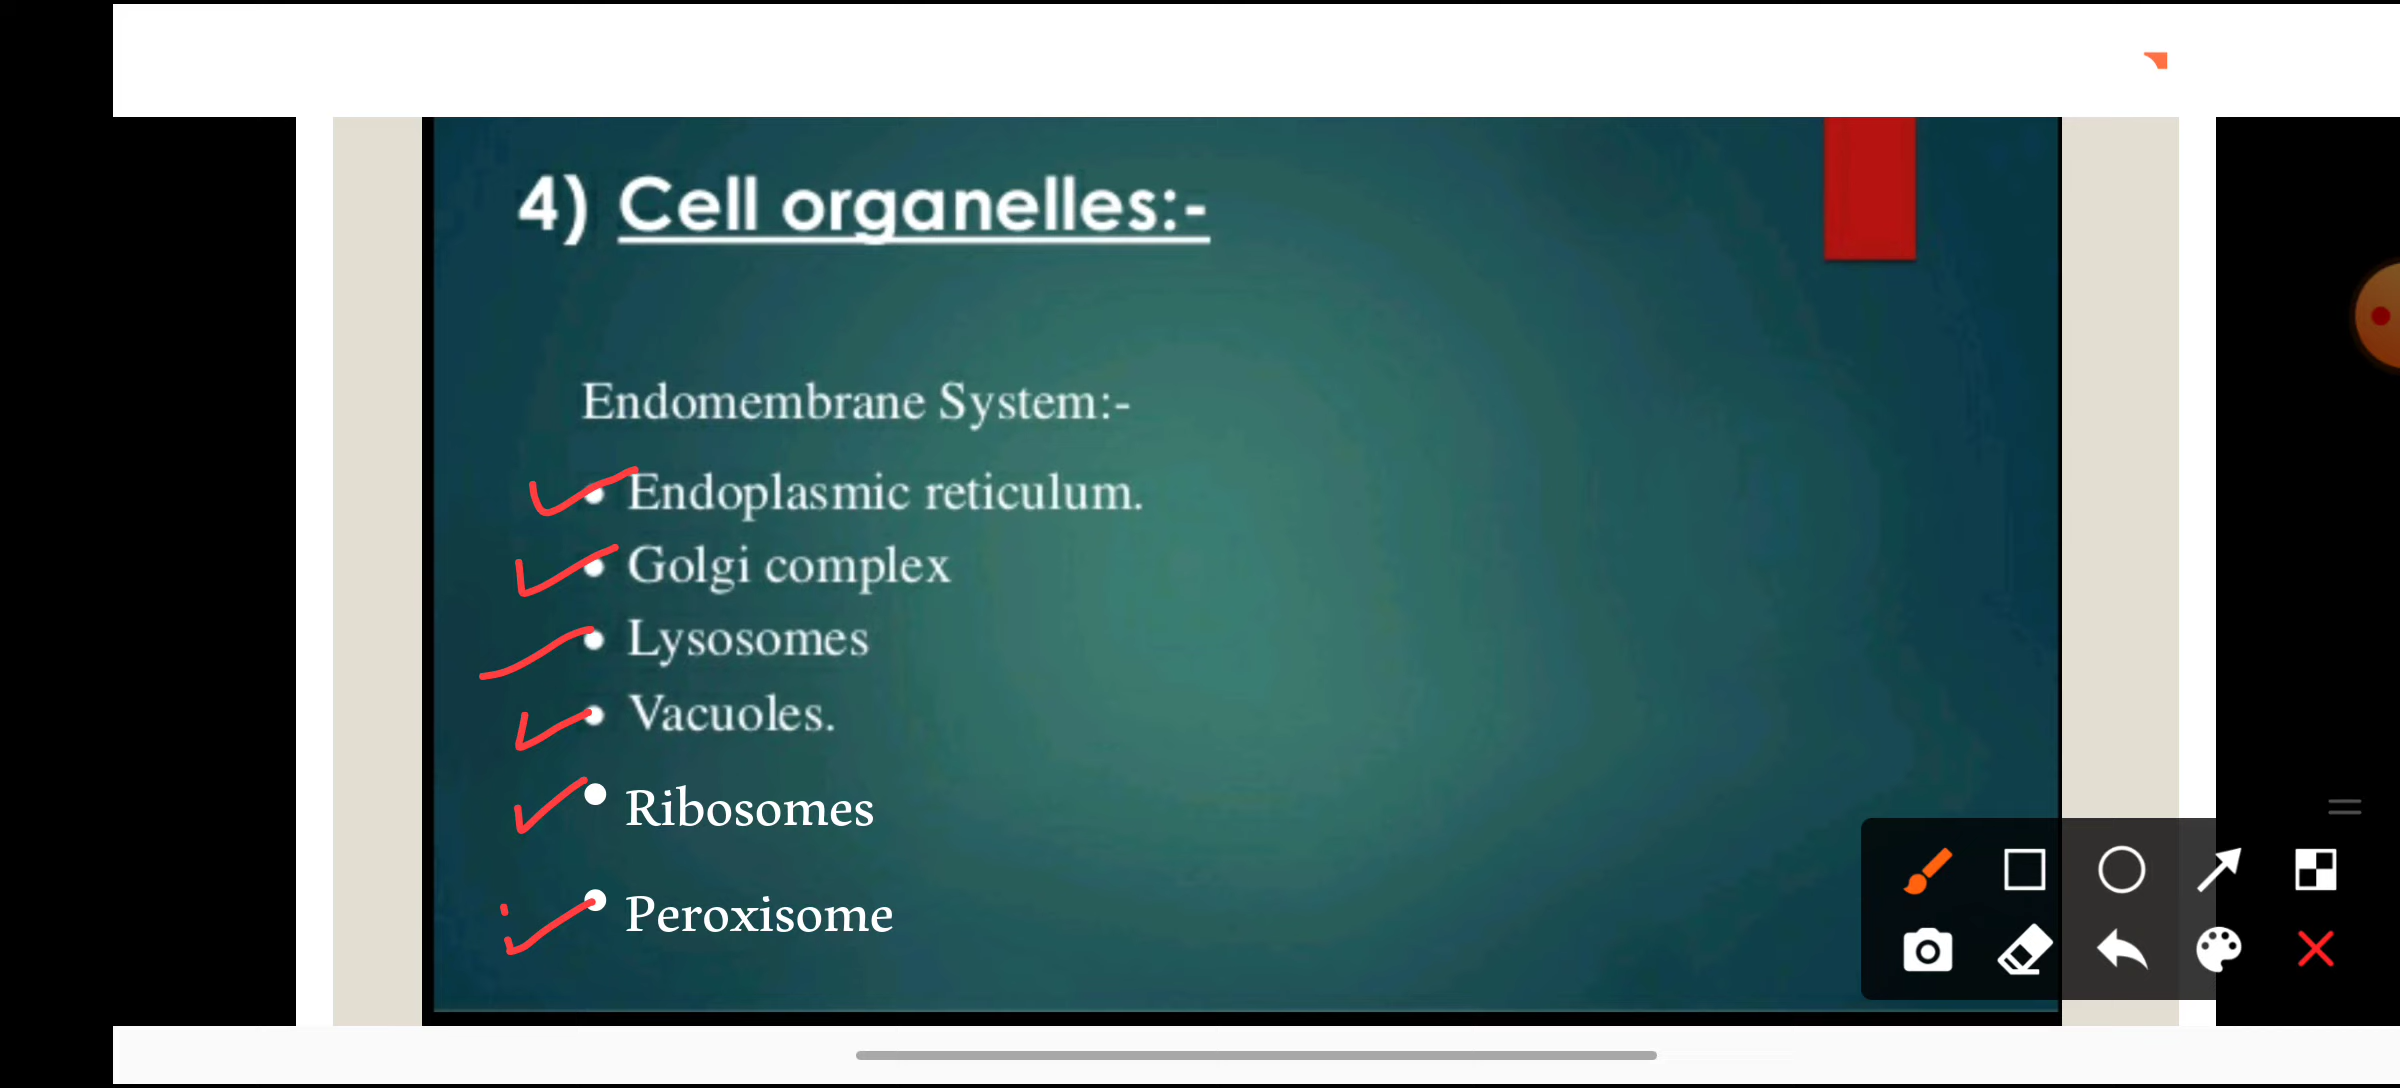 4) Cell organelles:-
Endomembrane System:-
• Endoplasmic reticulum.
• Golgi complex
• Lysosomes
• Vacuoles.
• Ribosomes
• Peroxisome